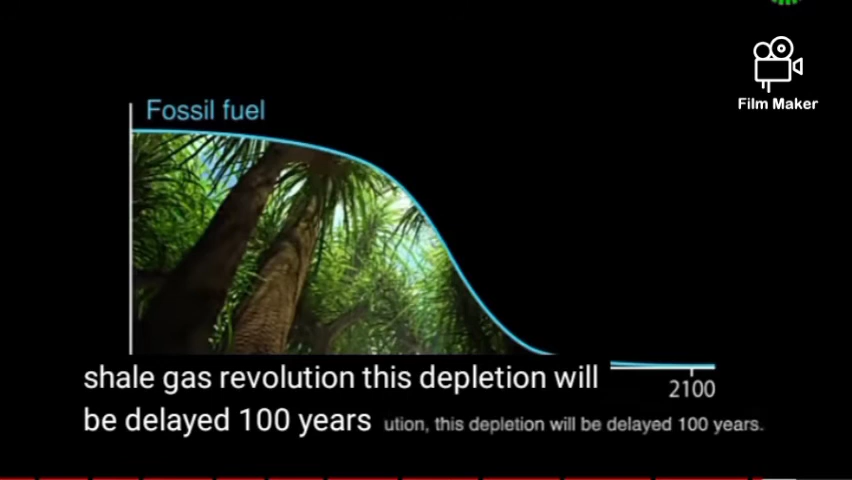 Film Maker
Fossil fuel
2100
shale gas revolution this depletion will
be delayed 100 years
ution, this depletion will be delayed 100 years.